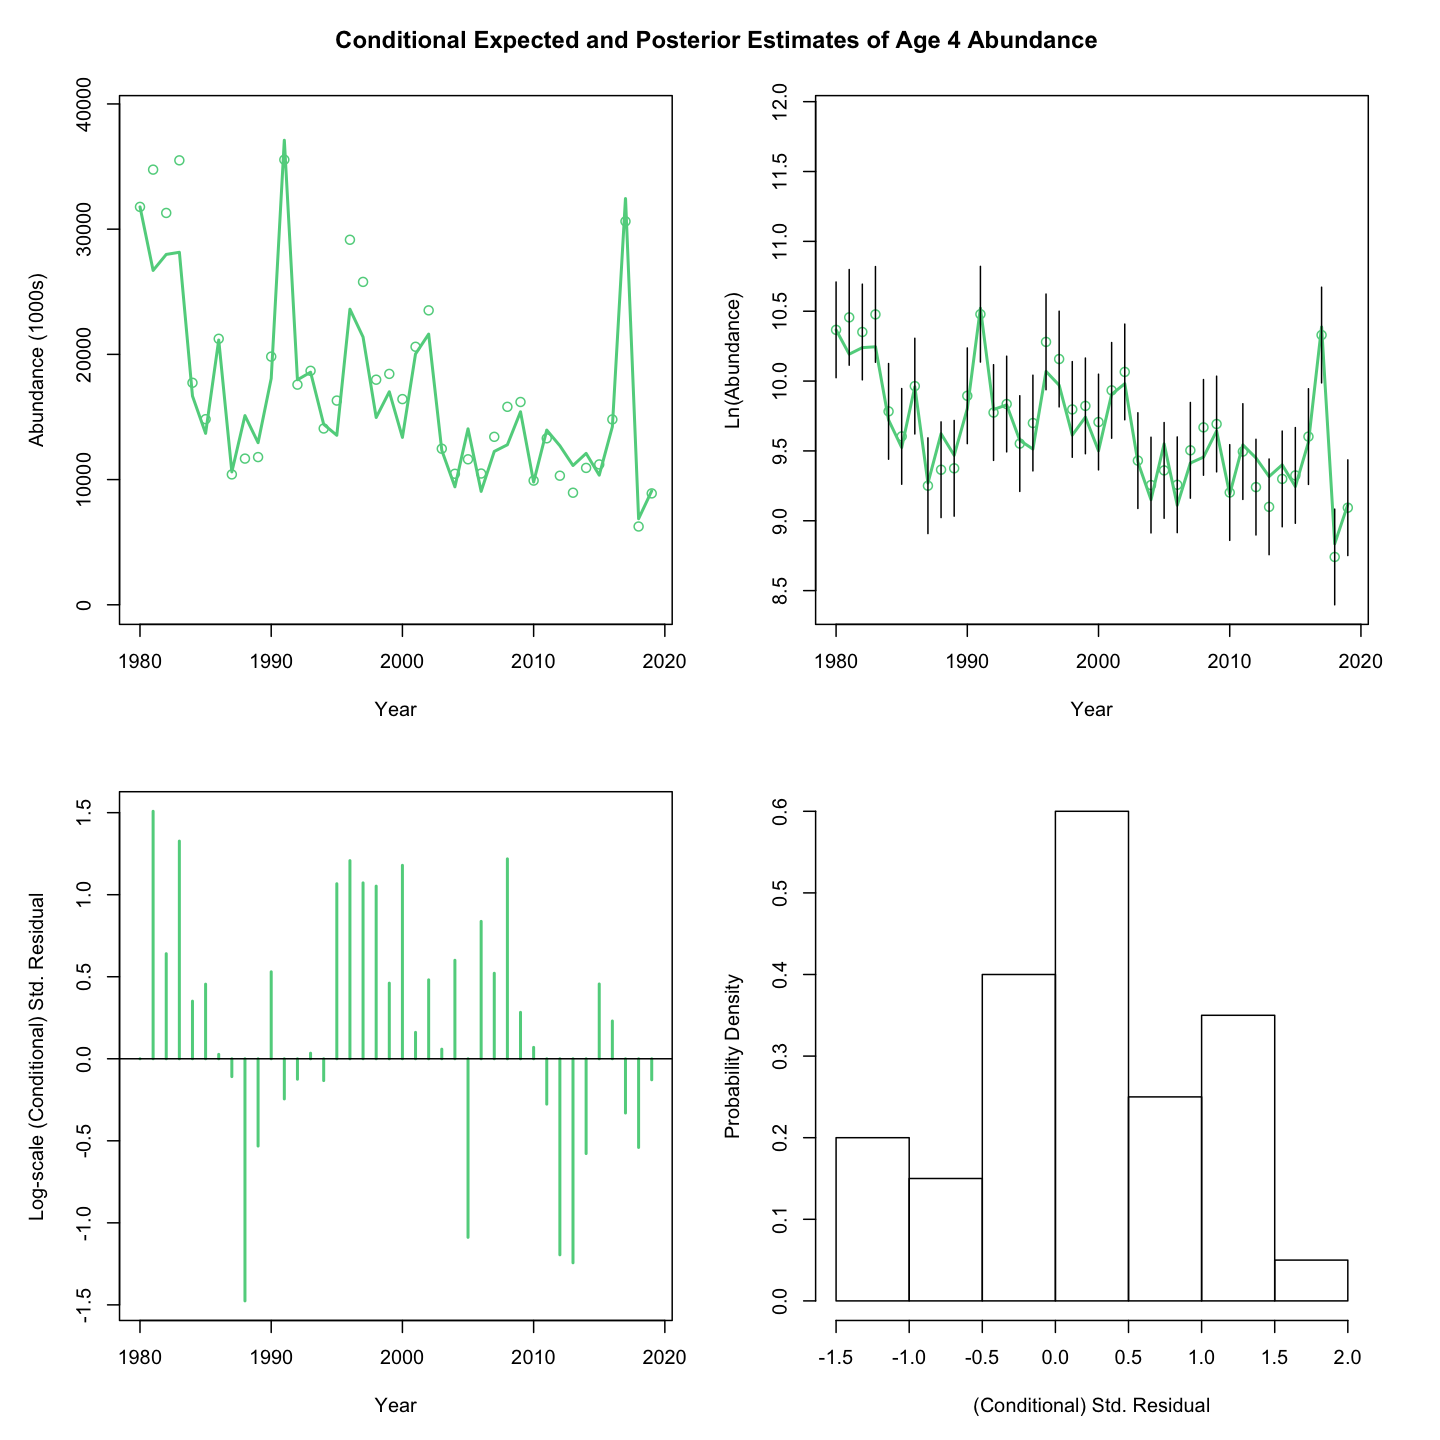 Conditional Expected and Posterior Estimates of Age 4 Abundance
Abundance (1000s)
40000
30000
20000
10000
0
1980 1990 2000 2010 2020
Year
Ln(Abundance)
12.0
11.5
11.0
10.5
10.0
9.5
9.0
8.5
1980 1990 2000 2010 2020
Year
Log-scale (Conditional) Std. Residual
1.5
1.0
0.5
0.0
-0.5
-1.0
-1.5
1980 1990 2000 2010 2020
Year
Probability Density
0.6
0.5
0.4
0.3
0.2
0.1
0.0
-1.5 -1.0 -0.5 0.0 0.5 1.0 1.5 2.0
(Conditional) Std. Residual